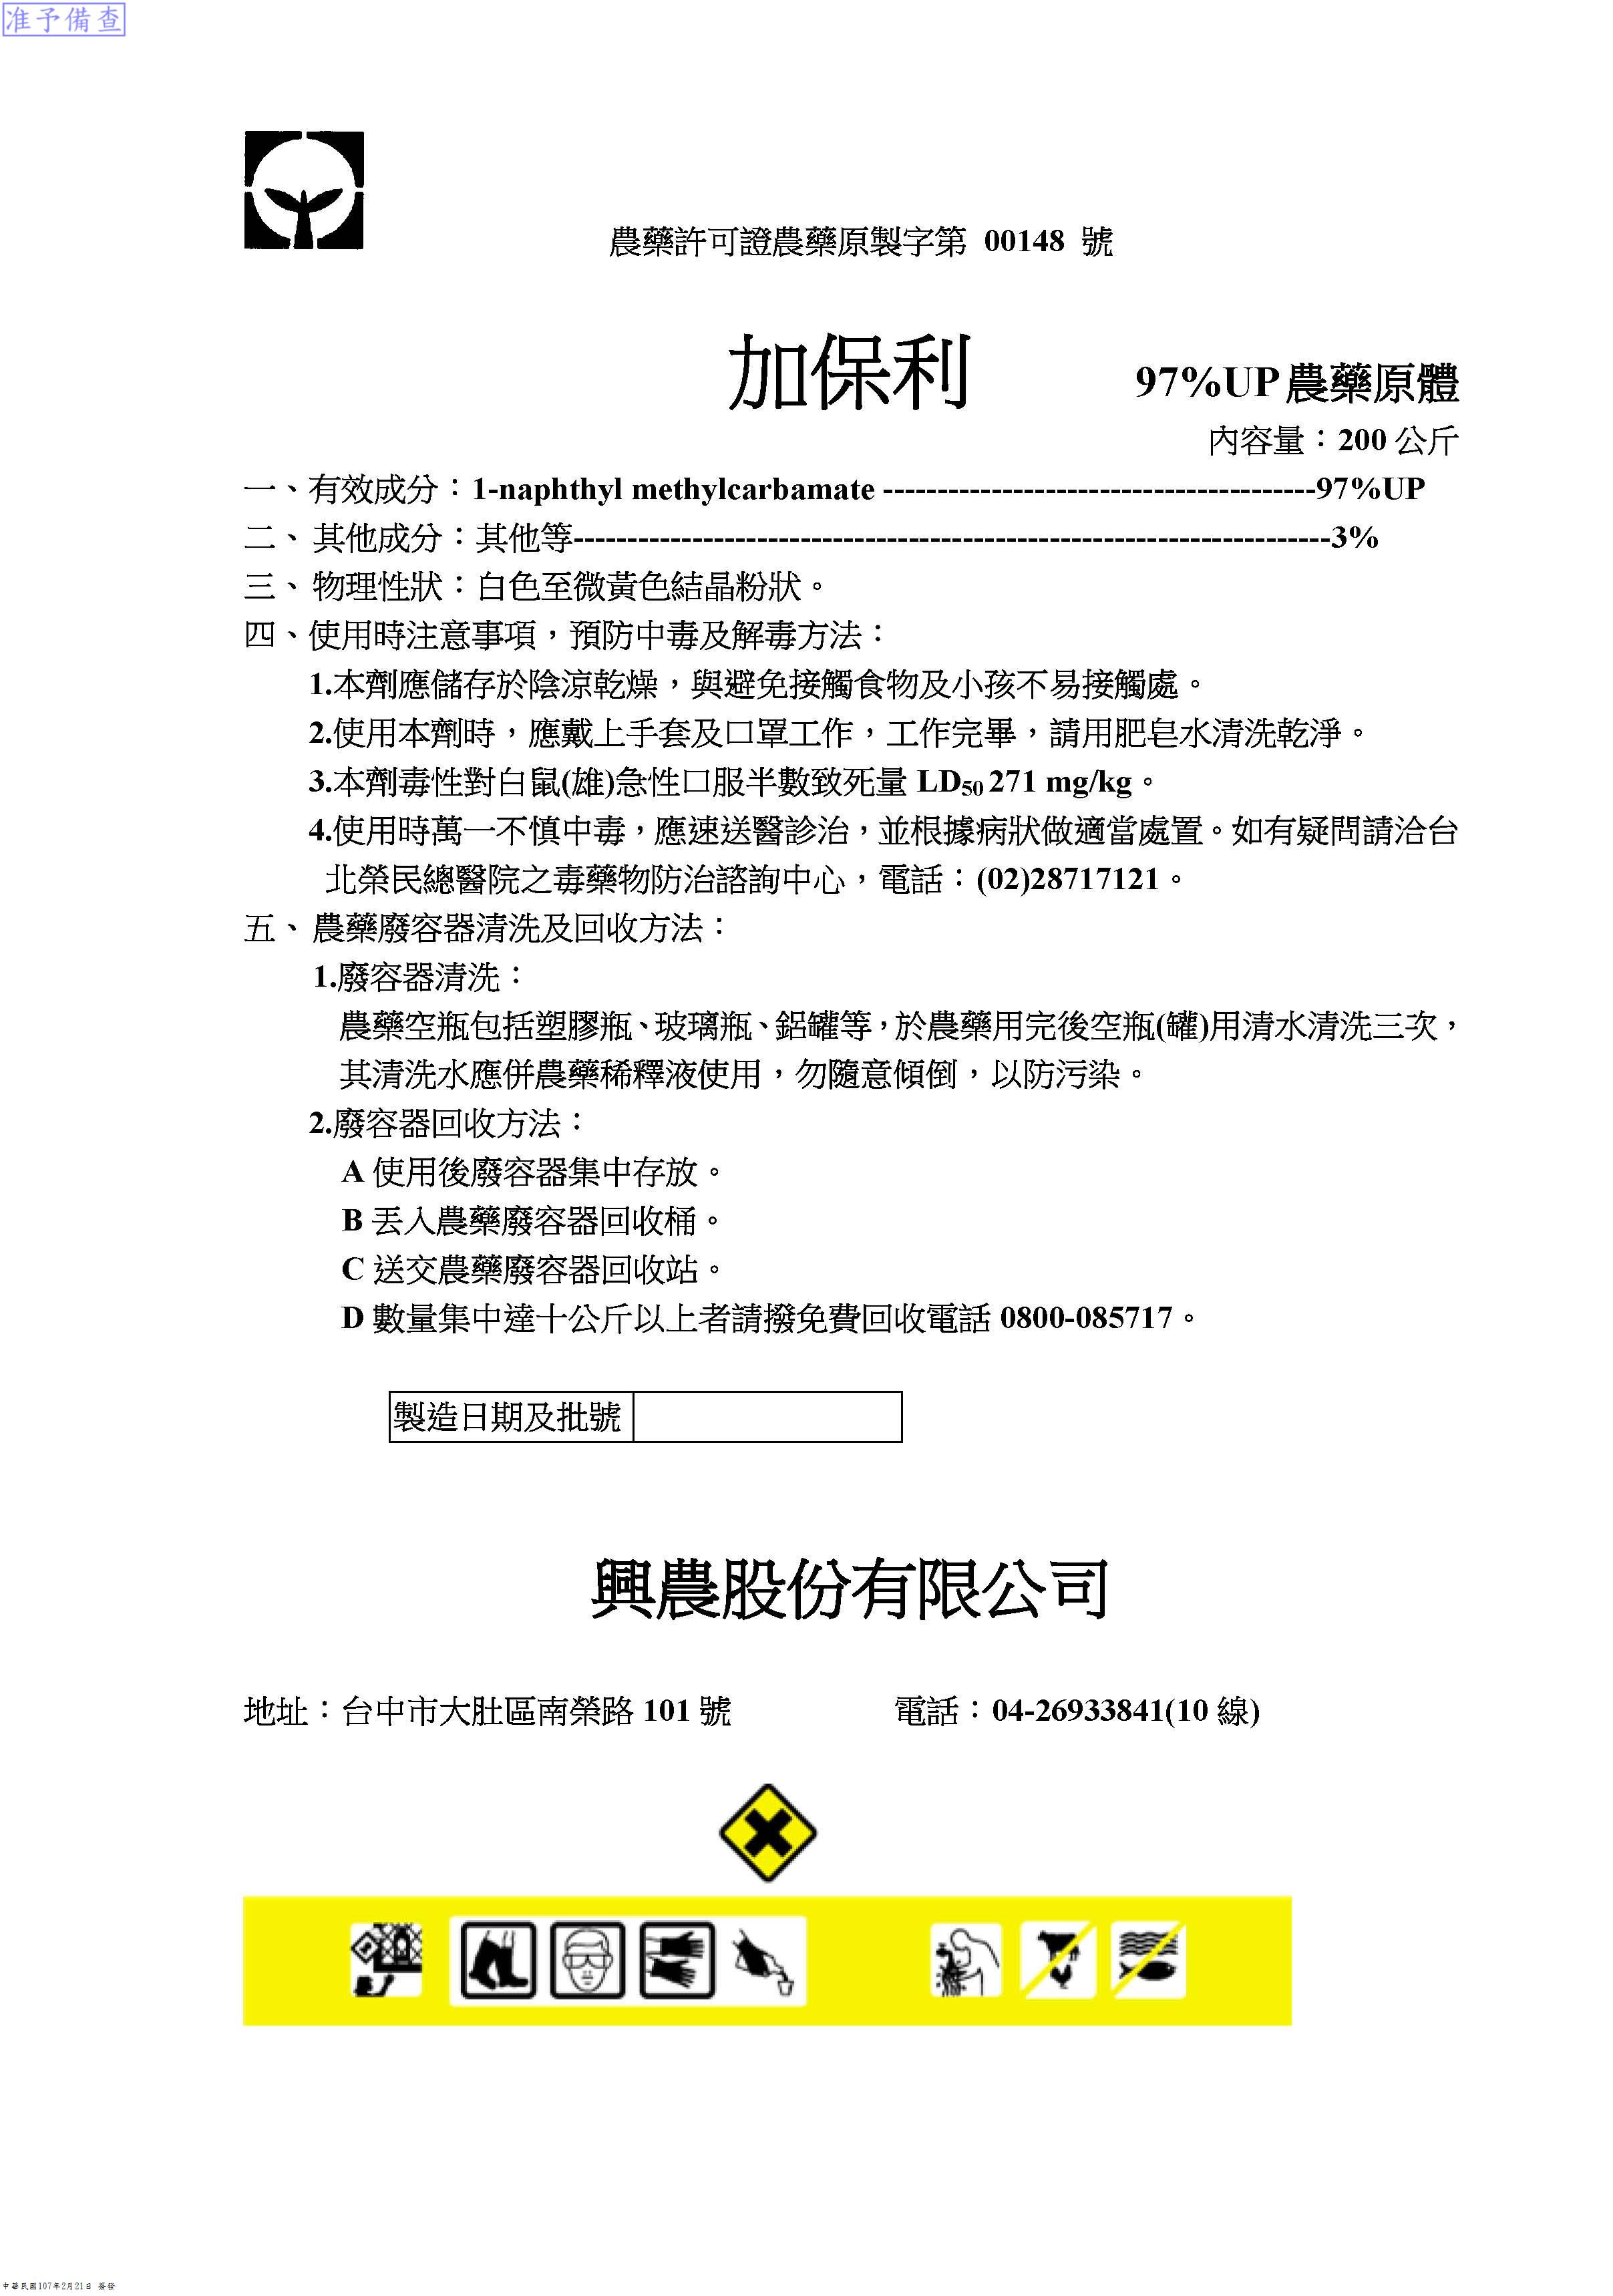 准予備查
農藥許可證農藥原製字第 00148 號
加保利 97%UP農藥原體
內容量：200 公斤
一、有效成分：1-naphthyl methylcarbamate ----------------------------------------97%UP
二、其他成分：其他等----------------------------------------------------------------------3%
三、物理性狀：白色至微黃色結晶粉狀。
四、使用時注意事項，預防中毒及解毒方法：
1.本劑應儲存於陰涼乾燥，與避免接觸食物及小孩不易接觸處。
2.使用本劑時，應戴上手套及口罩工作，工作完畢，請用肥皂水清洗乾淨。
3.本劑毒性對白鼠(雄)急性口服半數致死量 LD50 271 mg/kg。
4.使用時萬一不慎中毒，應速送醫診治，並根據病狀做適當處置。如有疑問請洽台
北榮民總醫院之毒藥物防治諮詢中心，電話：(02)28717121。
五、農藥廢容器清洗及回收方法：
1.廢容器清洗：
農藥空瓶包括塑膠瓶、玻璃瓶、鋁罐等，於農藥用完後空瓶(罐)用清水清洗三次，
其清洗水應併農藥稀釋液使用，勿隨意傾倒，以防污染。
2.廢容器回收方法：
A 使用後廢容器集中存放。
B 丟入農藥廢容器回收桶。
C 送交農藥廢容器回收站。
D 數量集中達十公斤以上者請撥免費回收電話 0800-085717。
製造日期及批號
興農股份有限公司
地址：台中市大肚區南榮路 101 號 電話：04-26933841(10 線)
中華民國107年2月21日 簽發